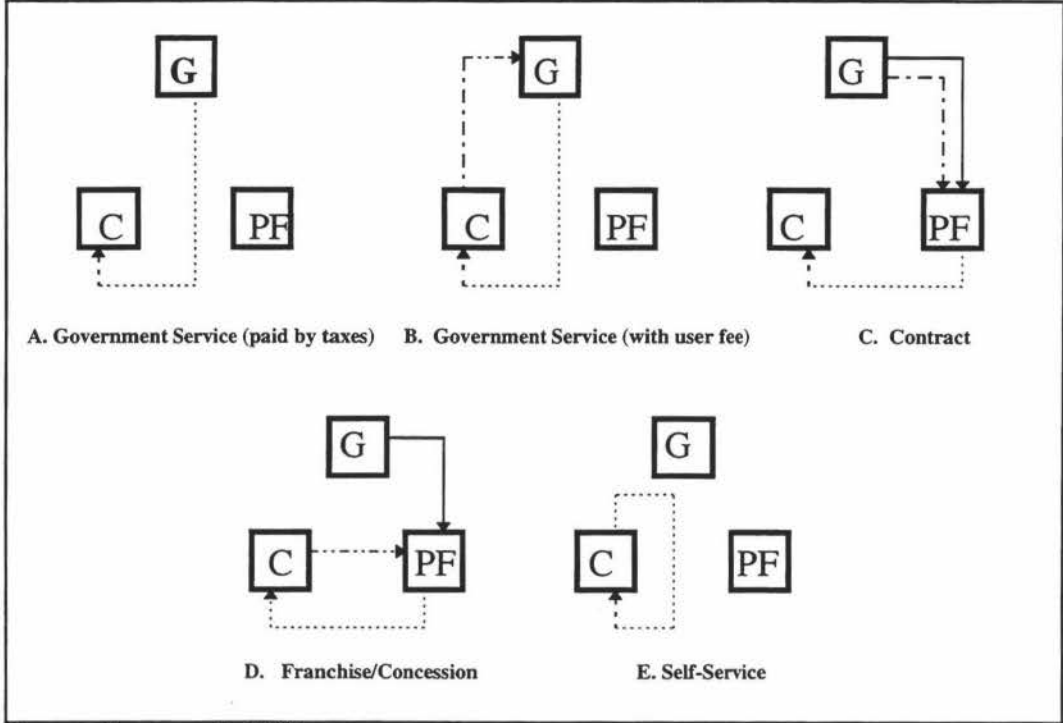 G
C
PF
A. Government Service (paid by taxes)
G
C
PF
B. Government Service (with user fee)
G
C
PF
C. Contract
G
C
PF
D. Franchise/Concession
G
C
PF
E. Self-Service